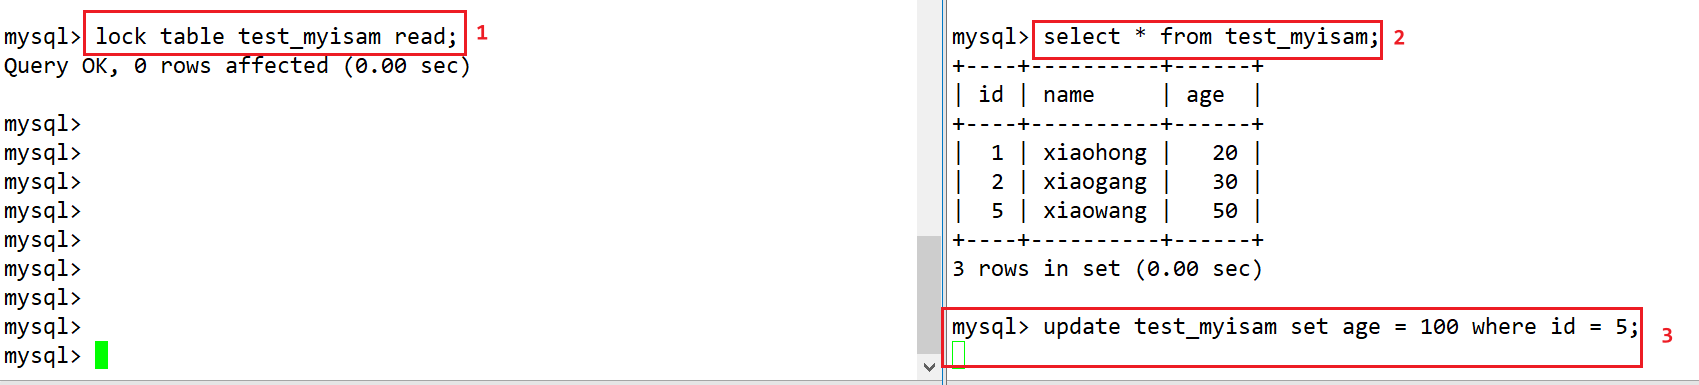 mysql> lock table test_myisam read; 1
Query OK, 0 rows affected (0.00 sec)
mysql>
mysql>
mysql>
mysql>
mysql>
mysql>
mysql>
mysql>
mysql>
mysql> select * from test_myisam; 2
+----+----------+------+
| id | name     | age  |
+----+----------+------+
|  1 | xiaohong |   20 |
|  2 | xiaogang |   30 |
|  5 | xiaowang |   50 |
+----+----------+------+
3 rows in set (0.00 sec)
mysql> update test_myisam set age = 100 where id = 5; 3